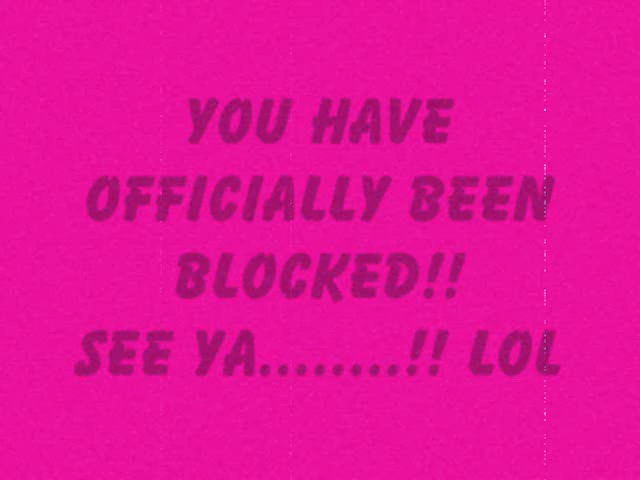 YOU HAVE
OFFICIALLY BEEN
BLOCKED!!
SEE YA........!! LOL